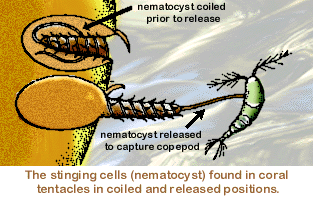 nematocyst coiled
prior to release
nematocyst released
to capture copepod
The stinging cells (nematocyst) found in coral
tentacles in coiled and released positions.